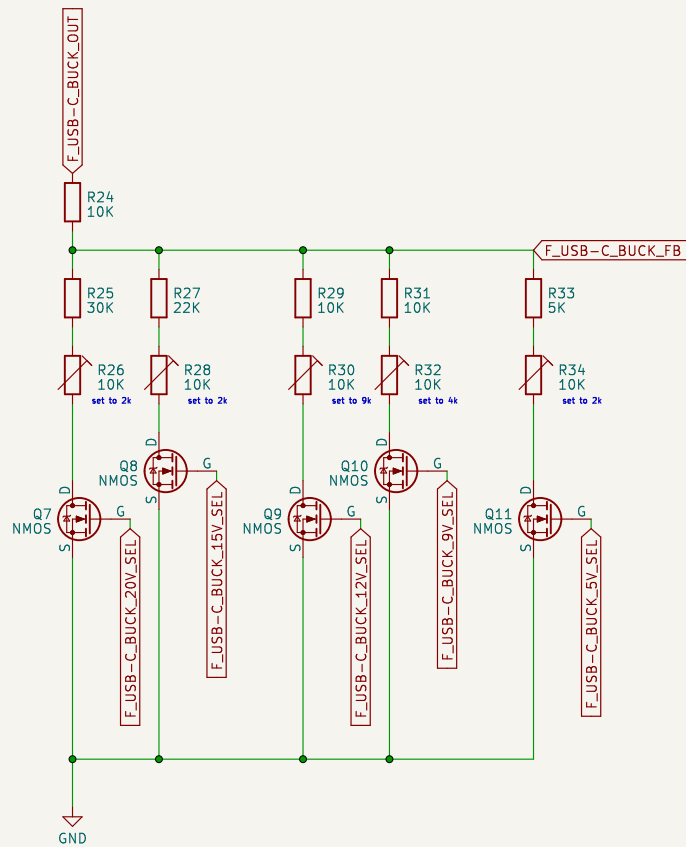 F_USB-C_BUCK_OUT
R24
10K
F_USB-C_BUCK_FB
R25
30K
R27
22K
R29
10K
R31
10K
R33
5K
R26
10K
set to 2k
R28
10K
set to 2k
R30
10K
set to 9k
R32
10K
set to 4k
R34
10K
set to 2k
Q8
NMOS
D
G
S
Q10
NMOS
D
G
S
Q7
NMOS
D
G
S
Q9
NMOS
D
G
S
Q11
NMOS
D
G
S
F_USB-C_BUCK_20V_SEL
F_USB-C_BUCK_15V_SEL
F_USB-C_BUCK_12V_SEL
F_USB-C_BUCK_9V_SEL
F_USB-C_BUCK_5V_SEL
GND